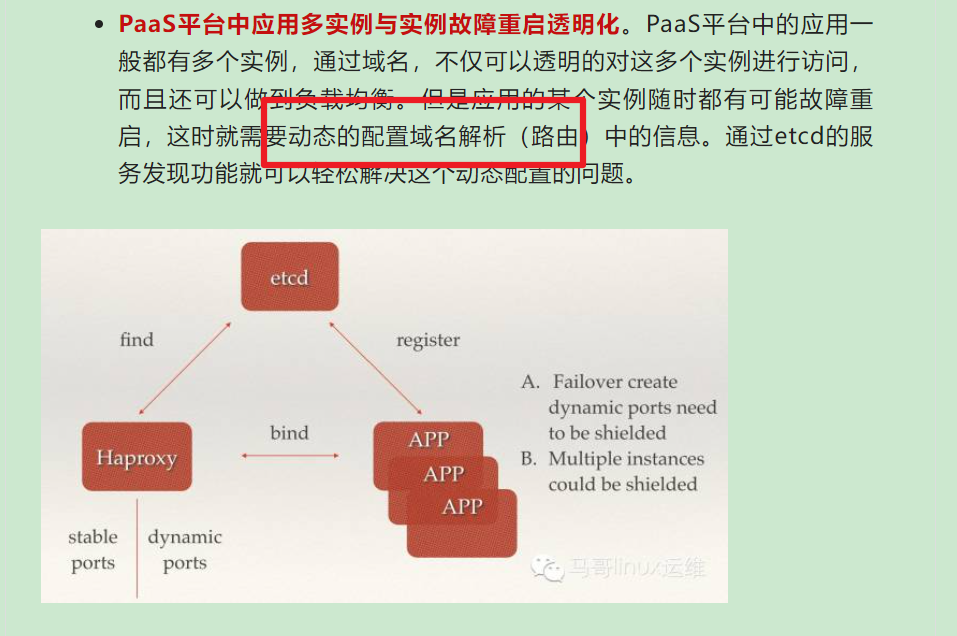 PaaS平台中应用多实例与实例故障重启透明化。PaaS平台中的应用一
般都有多个实例，通过域名，不仅可以透明的对这多个实例进行访问，
而且还可以做到负载均衡。但是应用的某个实例随时都有可能故障重
启，这时就需要动态的配置域名解析（路由）中的信息。通过etcd的服
务发现功能就可以轻松解决这个动态配置的问题。
etcd
find
register
A. Failover create
dynamic ports need
to be shielded
B. Multiple instances
could be shielded
bind
Haproxy
APP
APP
APP
stable
ports
dynamic
ports
马哥linux运维